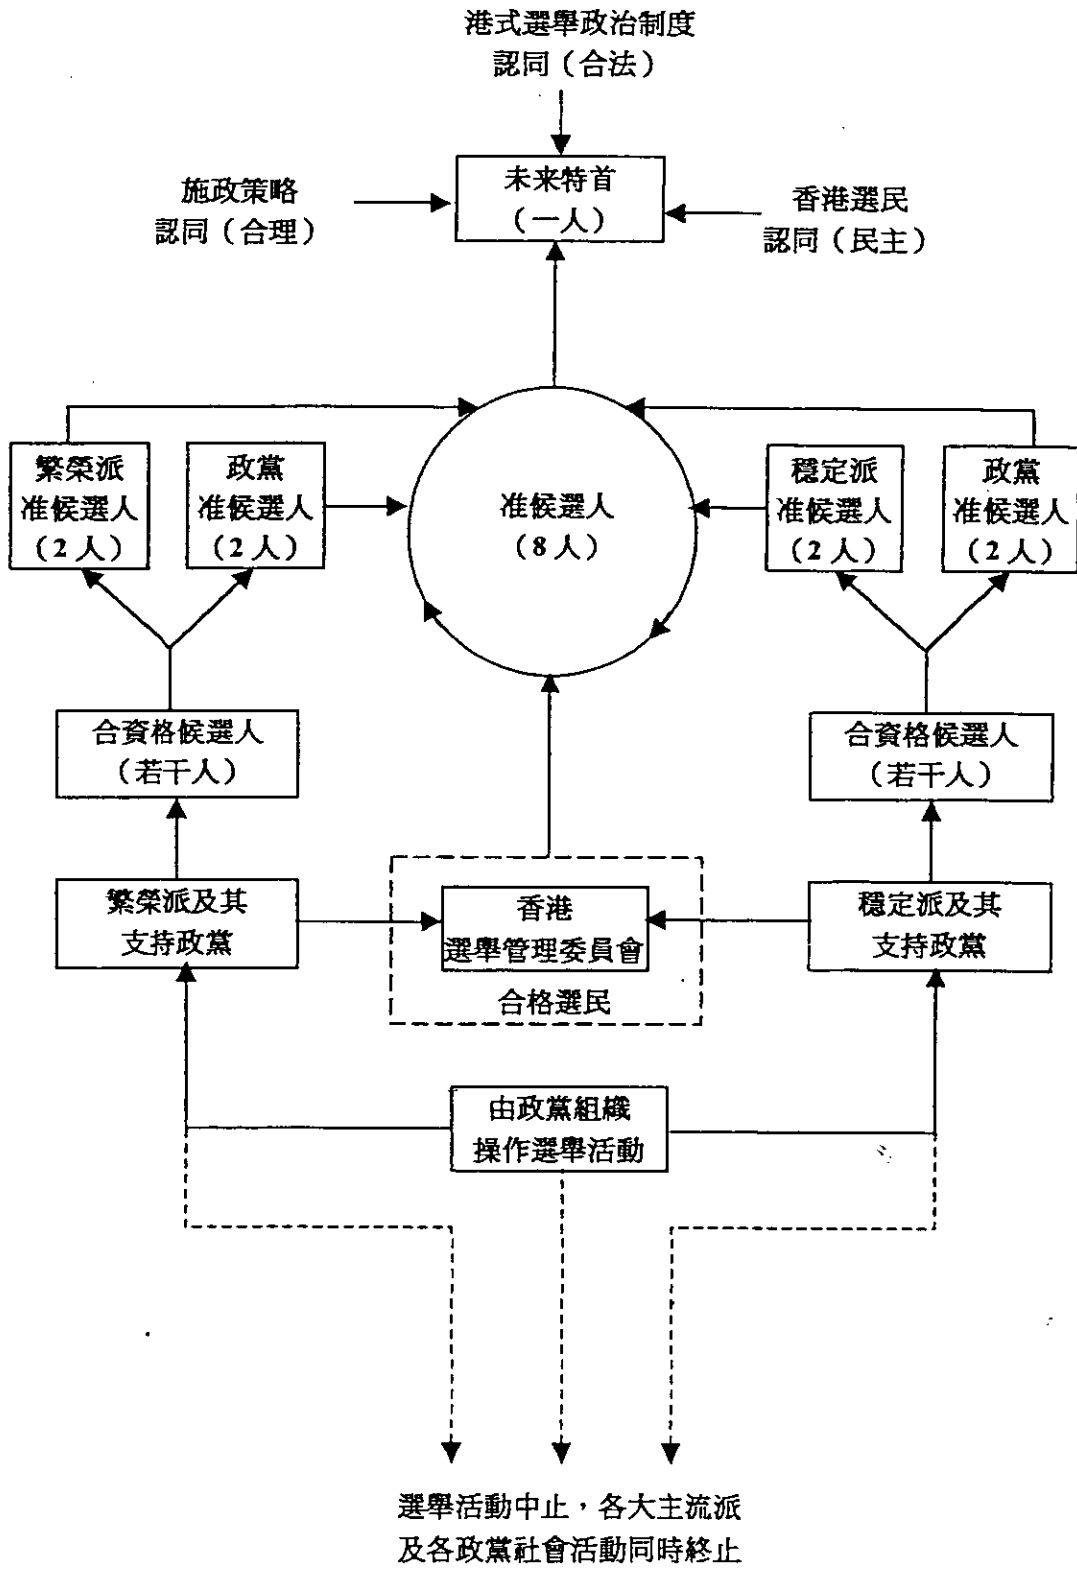 港式選舉政治制度
認同（合法）
未来特首
（一人）
施政策略
認同（合理）
香港選民
認同（民主）
繁榮派
准候選人
（2人）
政黨
准候選人
（2人）
准候選人
（8人）
穩定派
准候選人
（2人）
政黨
准候選人
（2人）
合資格候選人
（若干人）
合資格候選人
（若干人）
繁榮派及其
支持政黨
香港
選舉管理委員會
合格選民
穩定派及其
支持政黨
由政黨組織
操作選舉活動
選舉活動中止，各大主流派
及各政黨社會活動同時終止